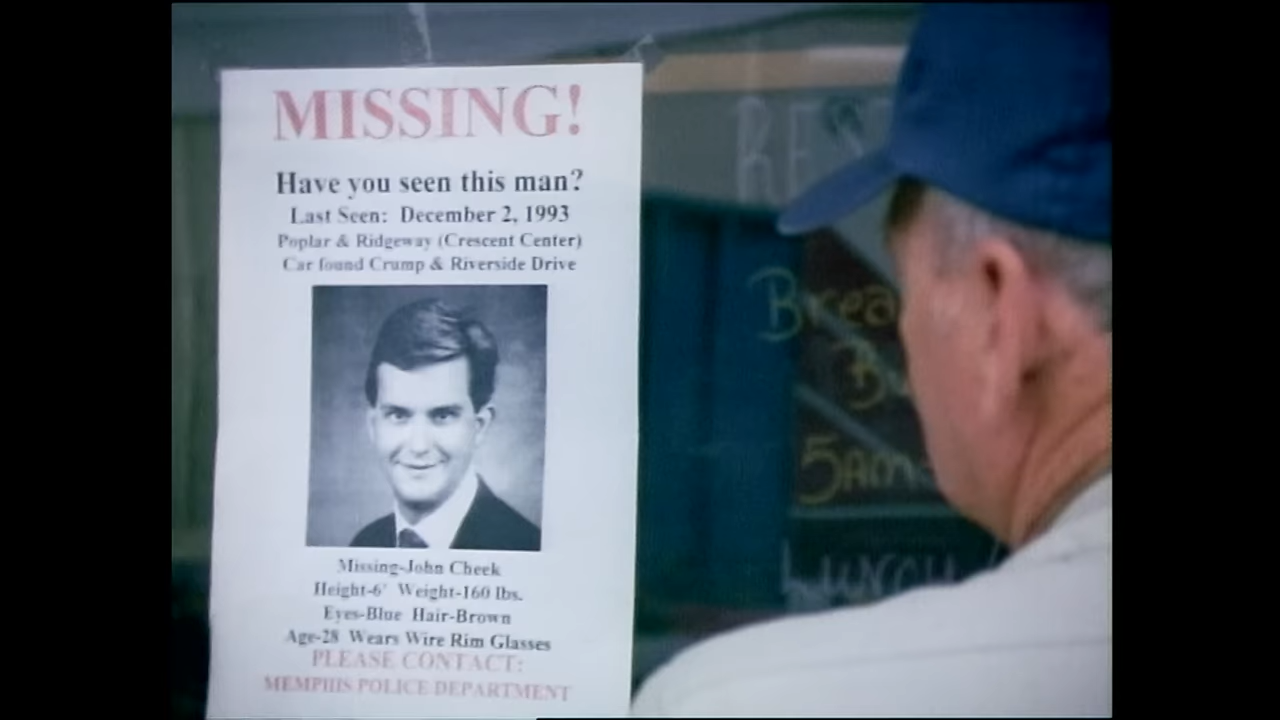 MISSING!
Have you seen this man?
Last Seen: December 2, 1993
Poplar & Ridgeway (Crescent Center)
Car found Crump & Riverside Drive
Missing-John Cheek
Height-6' Weight-160 lbs.
Eyes-Blue Hair-Brown
Age-28 Wears Wire Rim Glasses
PLEASE CONTACT:
MEMPHIS POLICE DEPARTMENT
5AM
Lunch